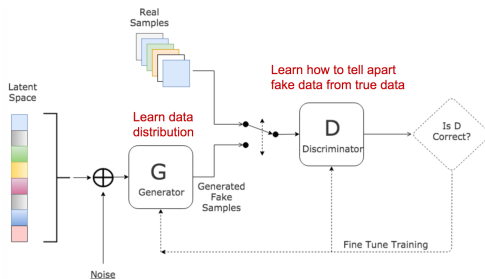 Real
Samples
Latent
Space
Learn how to tell apart
fake data from true data
Learn data
distribution
D
Discriminator
Is D
Correct?
G
Generator
Generated
Fake
Samples
Fine Tune Training
Noise